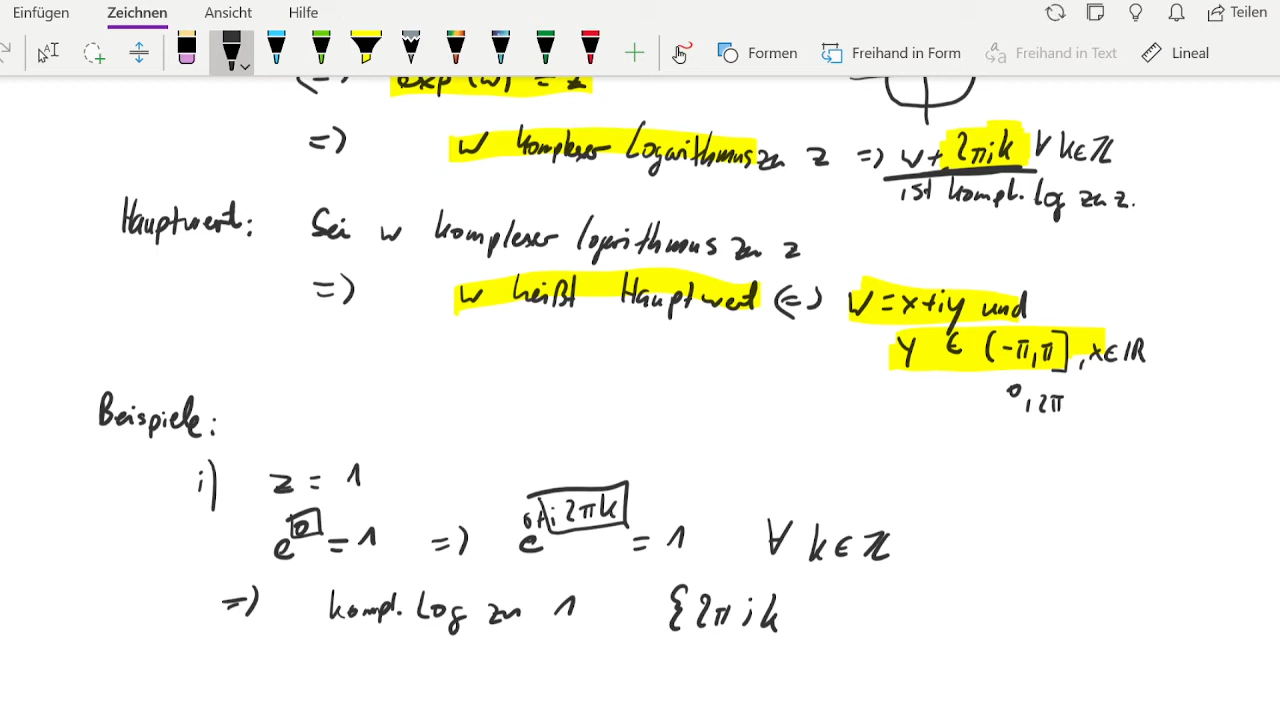 Einfügen Zeichnen Ansicht Hilfe Teilen
Formen Freihand in Form Freihand in Text Lineal
exp(w) = z
=> w komplexer Logarithmus zu z => w + 2πik ∀ k∈ℤ
ist kompl. log zu z.
Hauptwert: Sei w komplexer logarithmus zu z
=> w heißt Hauptwert <=> w = x+iy und
y ∈ (-π,π], x∈ℝ
0,2π
Beispiele:
i) z = 1
e^0 = 1 => e^{0+i2πk} = 1 ∀ k∈ℤ
=> kompl. Log zu 1 {2πik